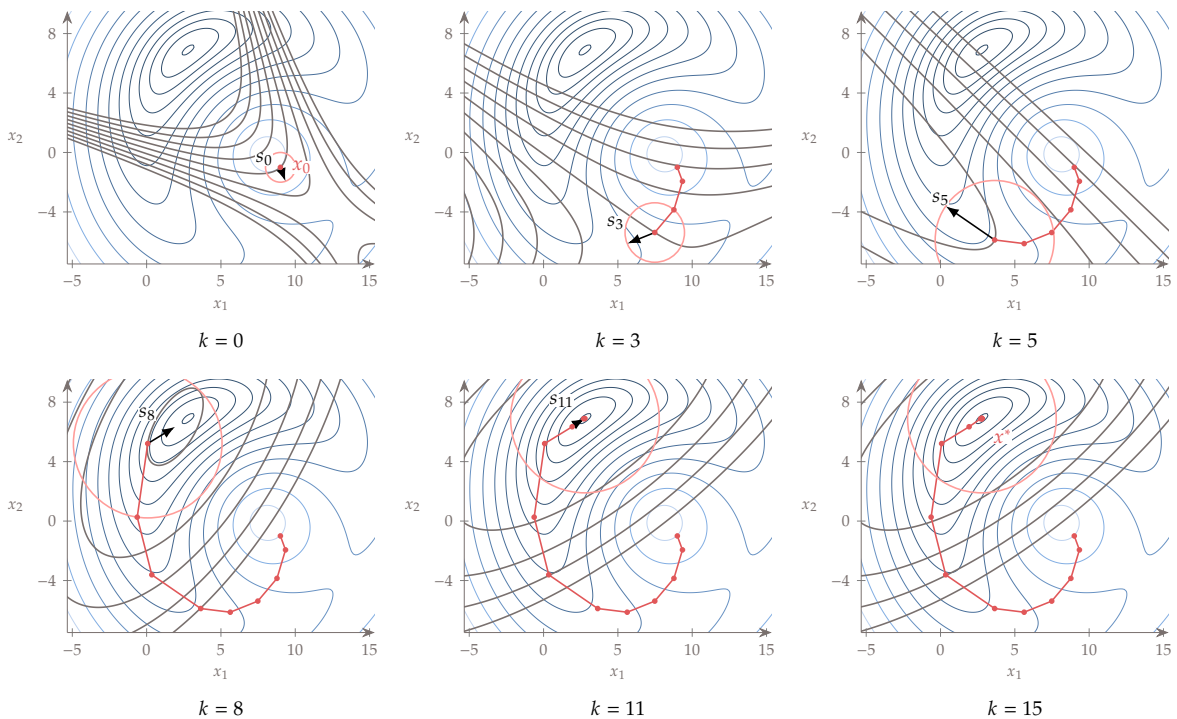 8
4
0
−4
x₂
s₀
x₀
−5 0 5 10 15
x₁
k = 0
8
4
0
−4
x₂
s₃
−5 0 5 10 15
x₁
k = 3
8
4
0
−4
x₂
s₅
−5 0 5 10 15
x₁
k = 5
8
4
0
−4
x₂
s₈
−5 0 5 10 15
x₁
k = 8
8
4
0
−4
x₂
s₁₁
−5 0 5 10 15
x₁
k = 11
8
4
0
−4
x₂
x*
−5 0 5 10 15
x₁
k = 15